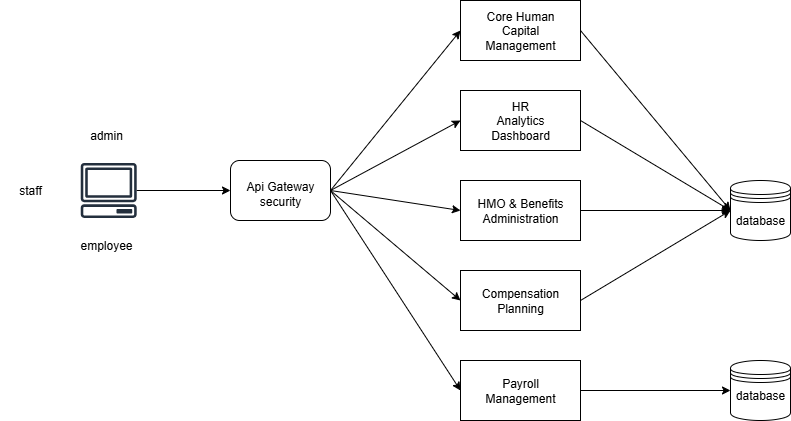 Core Human
Capital
Management
HR
Analytics
Dashboard
admin
staff
employee
Api Gateway
security
HMO & Benefits
Administration
database
Compensation
Planning
Payroll
Management
database